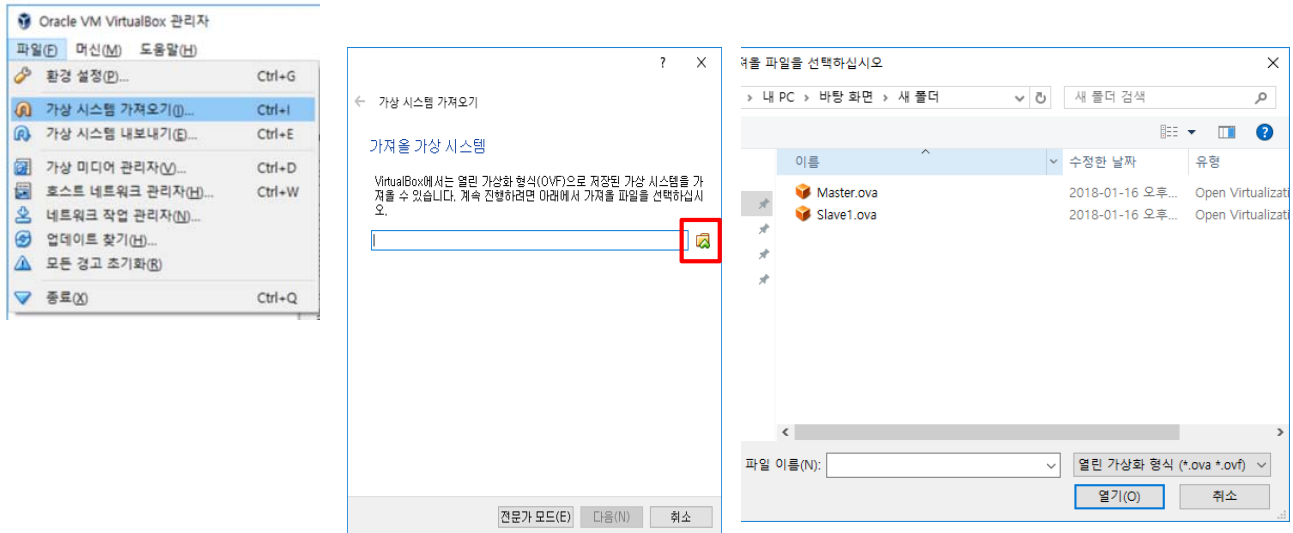 Oracle VM VirtualBox 관리자
파일(F) 머신(M) 도움말(H)
환경 설정(P)... Ctrl+G
가상 시스템 가져오기(I)... Ctrl+I
가상 시스템 내보내기(E)... Ctrl+E
가상 미디어 관리자(V)... Ctrl+D
호스트 네트워크 관리자(H)... Ctrl+W
네트워크 작업 관리자(N)...
업데이트 찾기(H)...
모든 경고 초기화(R)
종료(X) Ctrl+Q
? X
← 가상 시스템 가져오기
가져올 가상 시스템
VirtualBox에서는 열린 가상화 형식(OVF)으로 저장된 가상 시스템을 가
져올 수 있습니다. 계속 진행하려면 아래에서 가져올 파일을 선택하십시
오.
전문가 모드(E) 다음(N) 취소
져올 파일을 선택하십시오
› 내 PC › 바탕 화면 › 새 폴더 새 폴더 검색
이름 수정한 날짜 유형
Master.ova 2018-01-16 오후... Open Virtualizati
Slave1.ova 2018-01-16 오후... Open Virtualizati
파일 이름(N): 열린 가상화 형식 (*.ova *.ovf)
열기(O) 취소